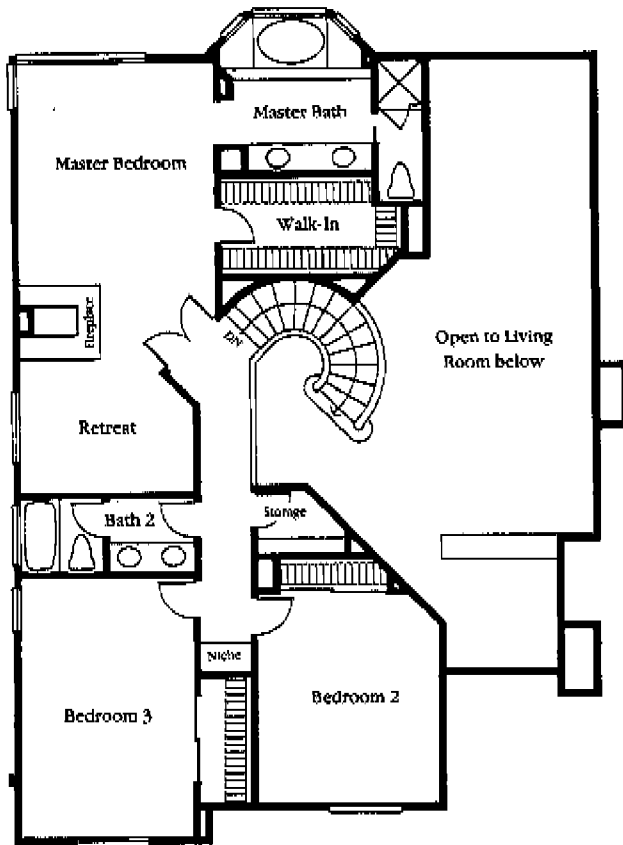 Master Bath
Master Bedroom
Walk-In
Fireplace
DN
Open to Living
Room below
Retreat
Storage
Bath 2
Niche
Bedroom 2
Bedroom 3